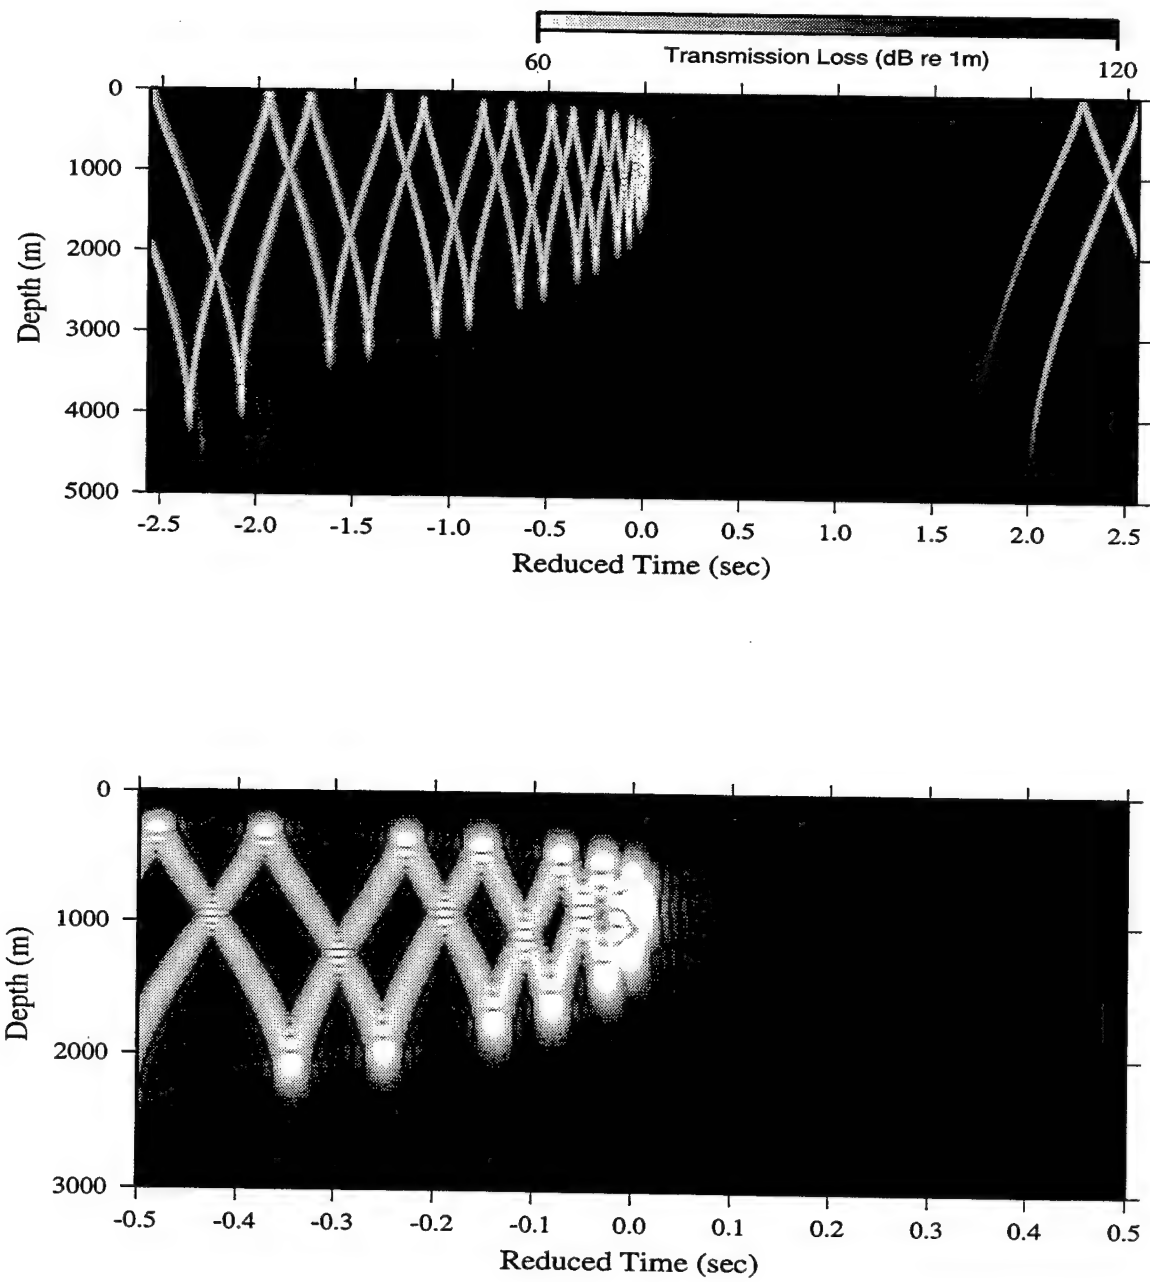 60 Transmission Loss (dB re 1m) 120
0
1000
2000
3000
4000
5000
Depth (m)
-2.5 -2.0 -1.5 -1.0 -0.5 0.0 0.5 1.0 1.5 2.0 2.5
Reduced Time (sec)
0
1000
2000
3000
Depth (m)
-0.5 -0.4 -0.3 -0.2 -0.1 0.0 0.1 0.2 0.3 0.4 0.5
Reduced Time (sec)